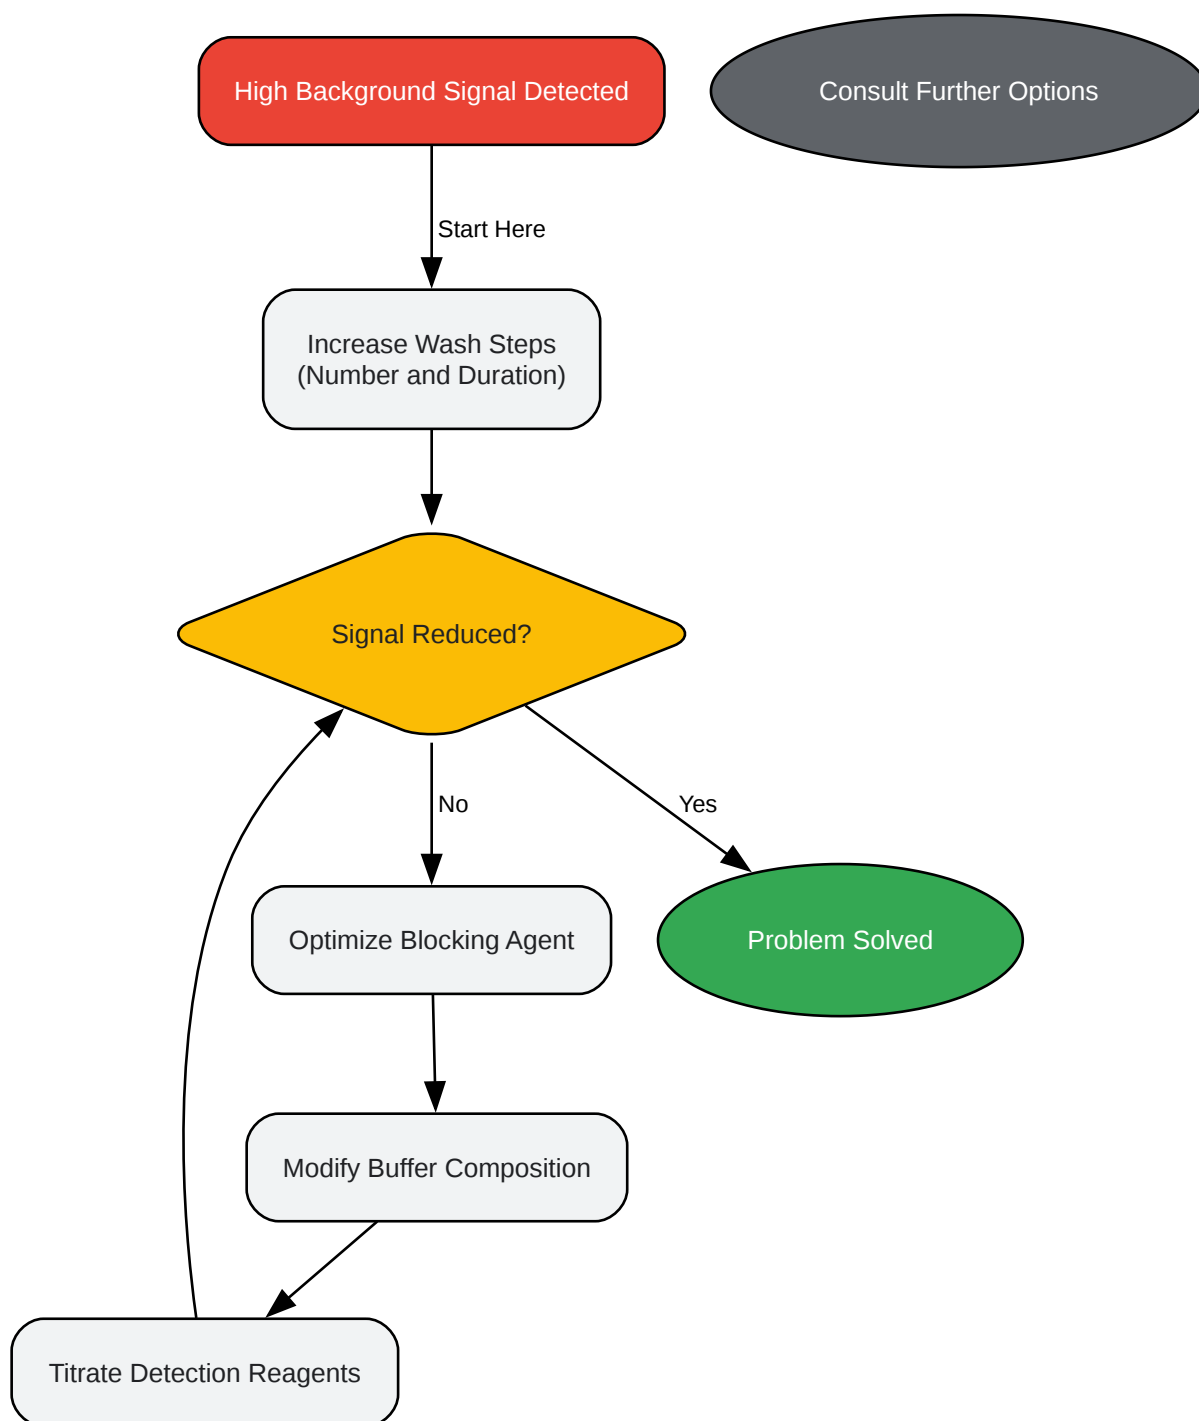 High Background Signal Detected
Consult Further Options
Start Here
Increase Wash Steps
(Number and Duration)
Signal Reduced?
No
Yes
Optimize Blocking Agent
Problem Solved
Modify Buffer Composition
Titrate Detection Reagents